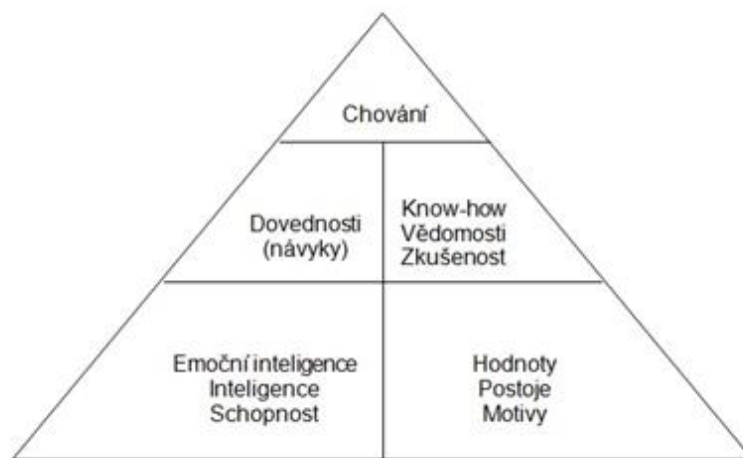 Chování
Dovednosti
(návyky)
Know-how
Vědomosti
Zkušenost
Emoční inteligence
Inteligence
Schopnost
Hodnoty
Postoje
Motivy